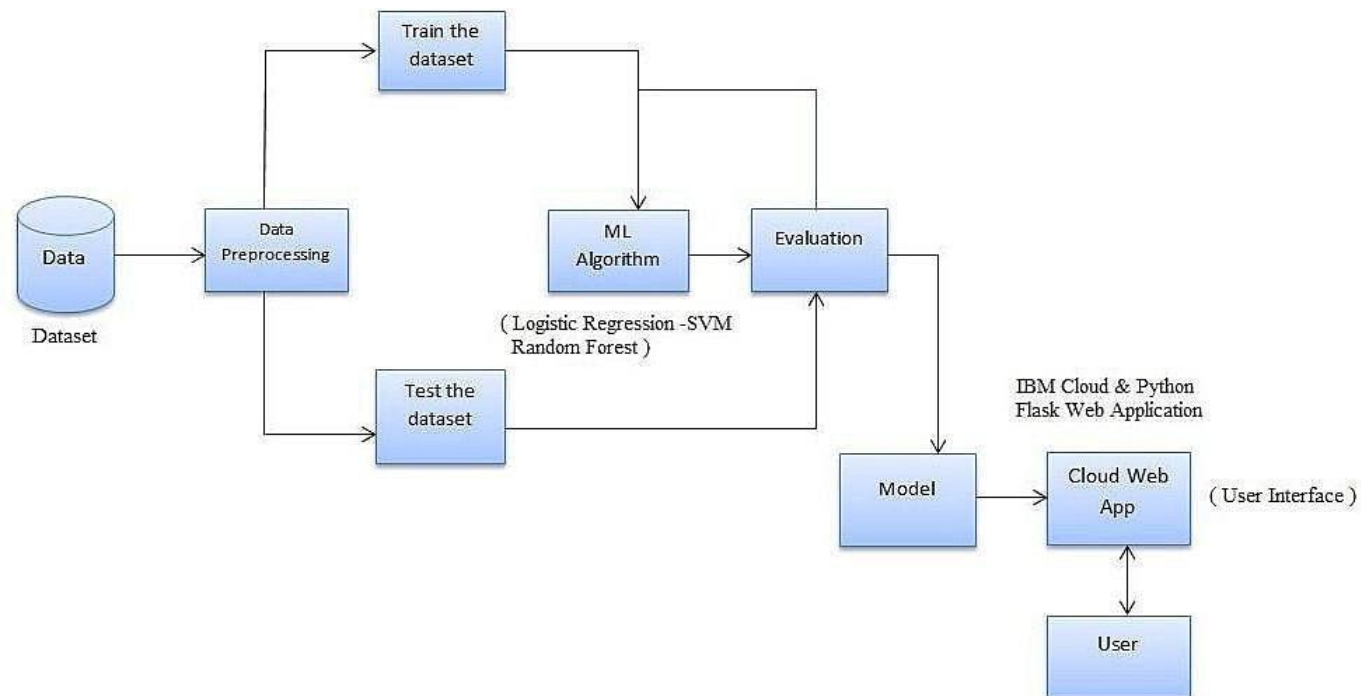 Train the
dataset
Data
Dataset
Data
Preprocessing
ML
Algorithm
( Logistic Regression -SVM
Random Forest )
Evaluation
Test the
dataset
Model
IBM Cloud & Python
Flask Web Application
Cloud Web
App
( User Interface )
User